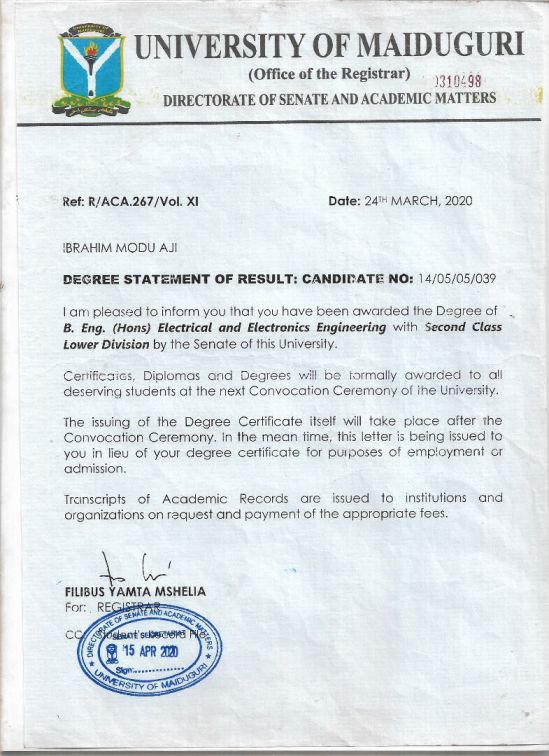 UNIVERSITY OF MAIDUGURI
(Office of the Registrar)
0310498
DIRECTORATE OF SENATE AND ACADEMIC MATTERS
Ref: R/ACA.267/Vol. XI
Date: 24TH MARCH, 2020
IBRAHIM MODU AJI
DEGREE STATEMENT OF RESULT: CANDIDATE NO: 14/05/05/039
I am pleased to inform you that you have been awarded the Degree of
B. Eng. (Hons) Electrical and Electronics Engineering with Second Class
Lower Division by the Senate of this University.
Certificates, Diplomas and Degrees will be formally awarded to all
deserving students at the next Convocation Ceremony of the University.
The issuing of the Degree Certificate itself will take place after the
Convocation Ceremony. In the mean time, this letter is being issued to
you in lieu of your degree certificate for purposes of employment or
admission.
Transcripts of Academic Records are issued to institutions and
organizations on request and payment of the appropriate fees.
FILIBUS YAMTA MSHELIA
For: REGISTRAR
CC: Student's Record File
DIRECTORATE OF SENATE AND ACADEMIC MATTERS
15 APR 2020
Sign:
UNIVERSITY OF MAIDUGURI